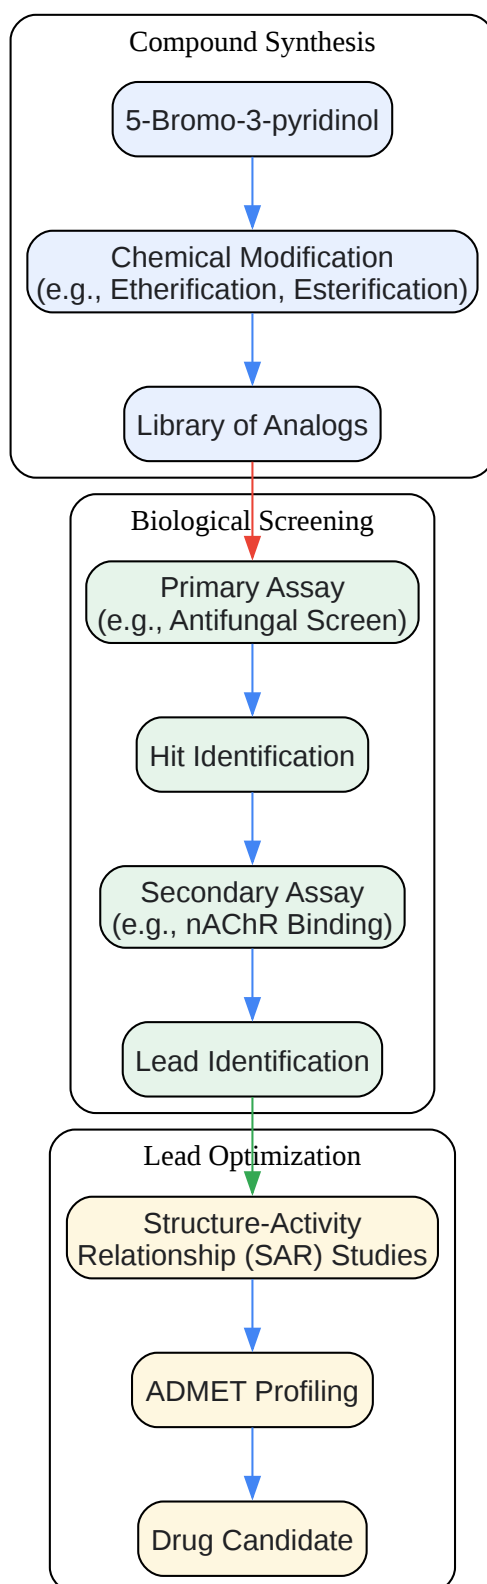 Compound Synthesis
5-Bromo-3-pyridinol
Chemical Modification
(e.g., Etherification, Esterification)
Library of Analogs
Biological Screening
Primary Assay
(e.g., Antifungal Screen)
Hit Identification
Secondary Assay
(e.g., nAChR Binding)
Lead Identification
Lead Optimization
Structure-Activity
Relationship (SAR) Studies
ADMET Profiling
Drug Candidate